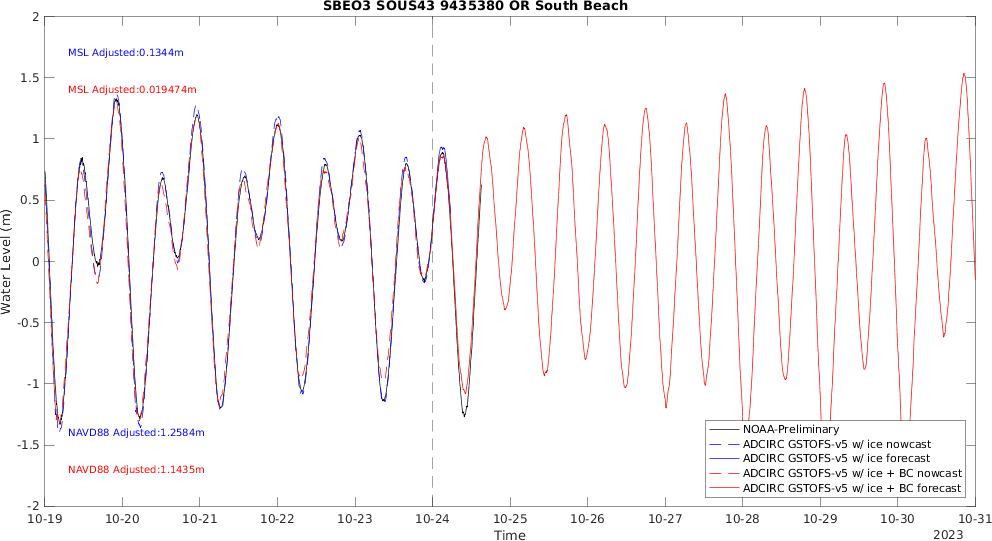 SBEO3 SOUS43 9435380 OR South Beach
2
1.5
1
0.5
0
-0.5
-1
-1.5
-2
Water Level (m)
MSL Adjusted:0.1344m
MSL Adjusted:0.019474m
NAVD88 Adjusted:1.2584m
NAVD88 Adjusted:1.1435m
NOAA-Preliminary
ADCIRC GSTOFS-v5 w/ ice nowcast
ADCIRC GSTOFS-v5 w/ ice forecast
ADCIRC GSTOFS-v5 w/ ice + BC nowcast
ADCIRC GSTOFS-v5 w/ ice + BC forecast
10-19 10-20 10-21 10-22 10-23 10-24 10-25 10-26 10-27 10-28 10-29 10-30 10-31
Time
2023